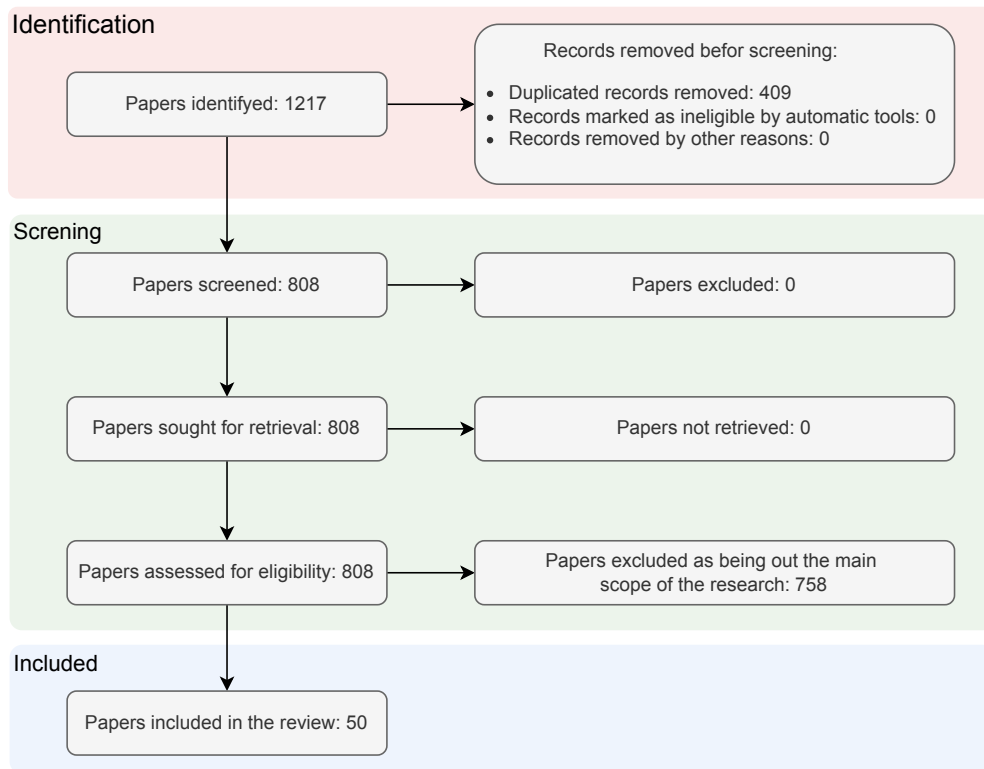 Identification
Papers identifyed: 1217
Records removed befor screening:
• Duplicated records removed: 409
• Records marked as ineligible by automatic tools: 0
• Records removed by other reasons: 0
Screning
Papers screened: 808
Papers excluded: 0
Papers sought for retrieval: 808
Papers not retrieved: 0
Papers assessed for eligibility: 808
Papers excluded as being out the main
scope of the research: 758
Included
Papers included in the review: 50